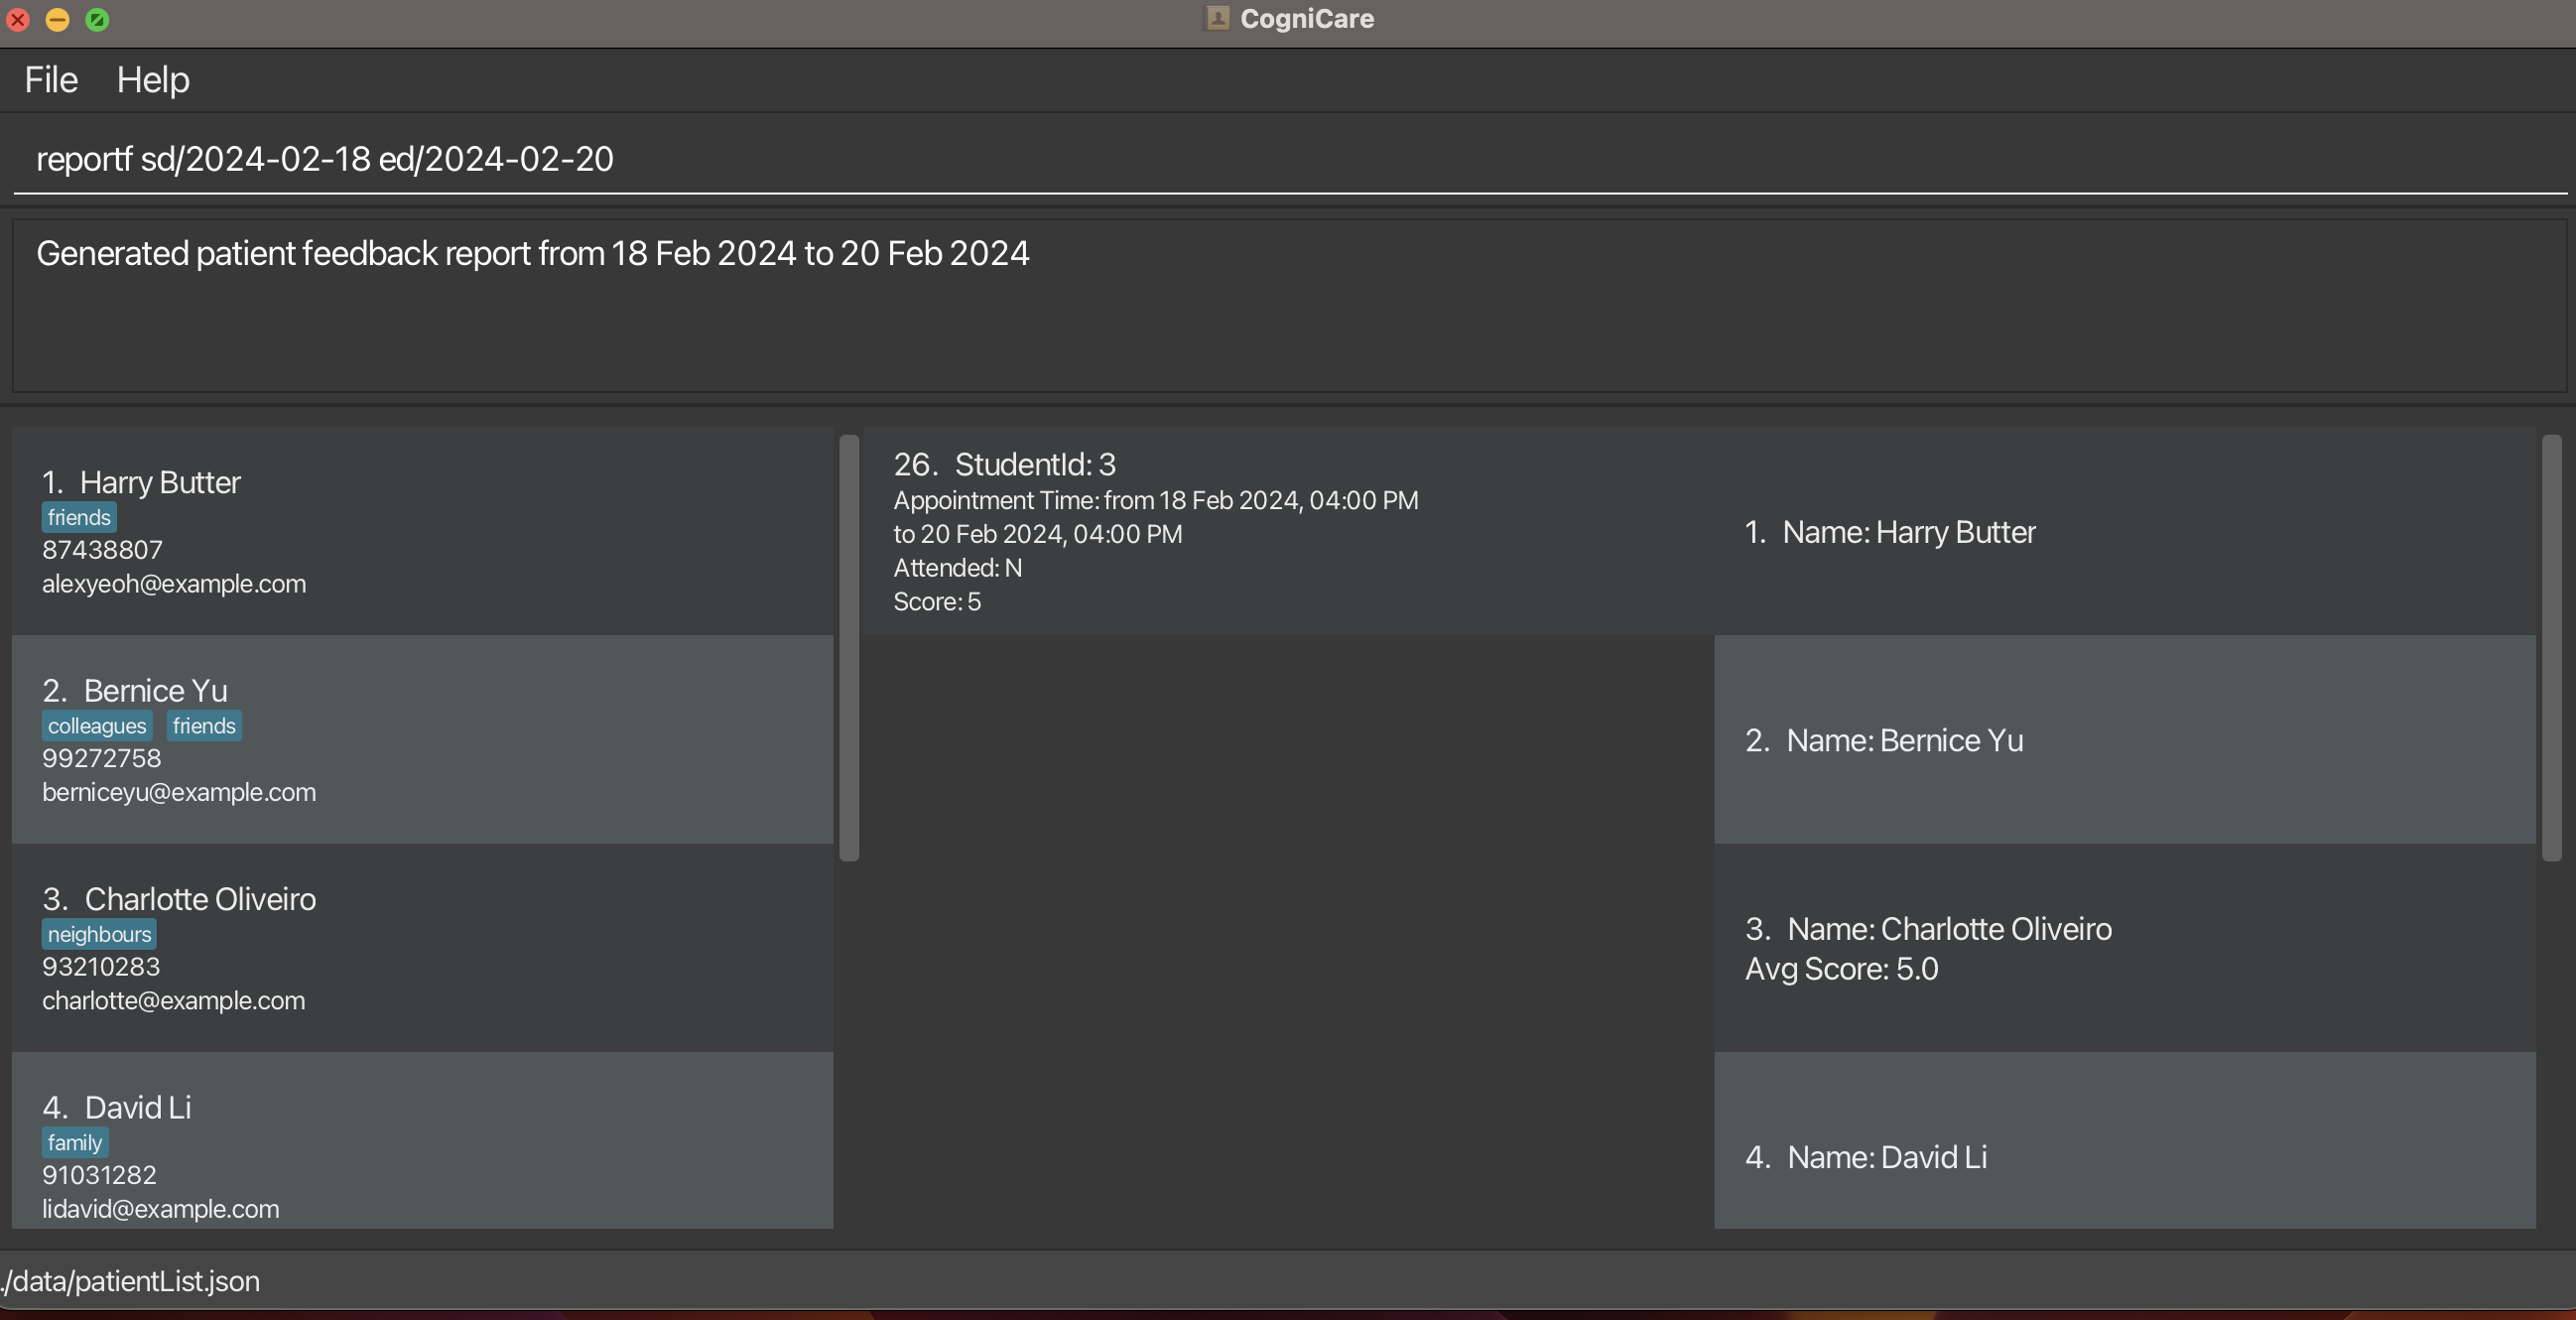 CogniCare
File Help
reportf sd/2024-02-18 ed/2024-02-20
Generated patient feedback report from 18 Feb 2024 to 20 Feb 2024
1. Harry Butter
friends
87438807
alexyeoh@example.com
2. Bernice Yu
colleagues friends
99272758
berniceyu@example.com
3. Charlotte Oliveiro
neighbours
93210283
charlotte@example.com
4. David Li
family
91031282
lidavid@example.com
26. StudentId: 3
Appointment Time: from 18 Feb 2024, 04:00 PM
to 20 Feb 2024, 04:00 PM
Attended: N
Score: 5
1. Name: Harry Butter
2. Name: Bernice Yu
3. Name: Charlotte Oliveiro
Avg Score: 5.0
4. Name: David Li
./data/patientList.json